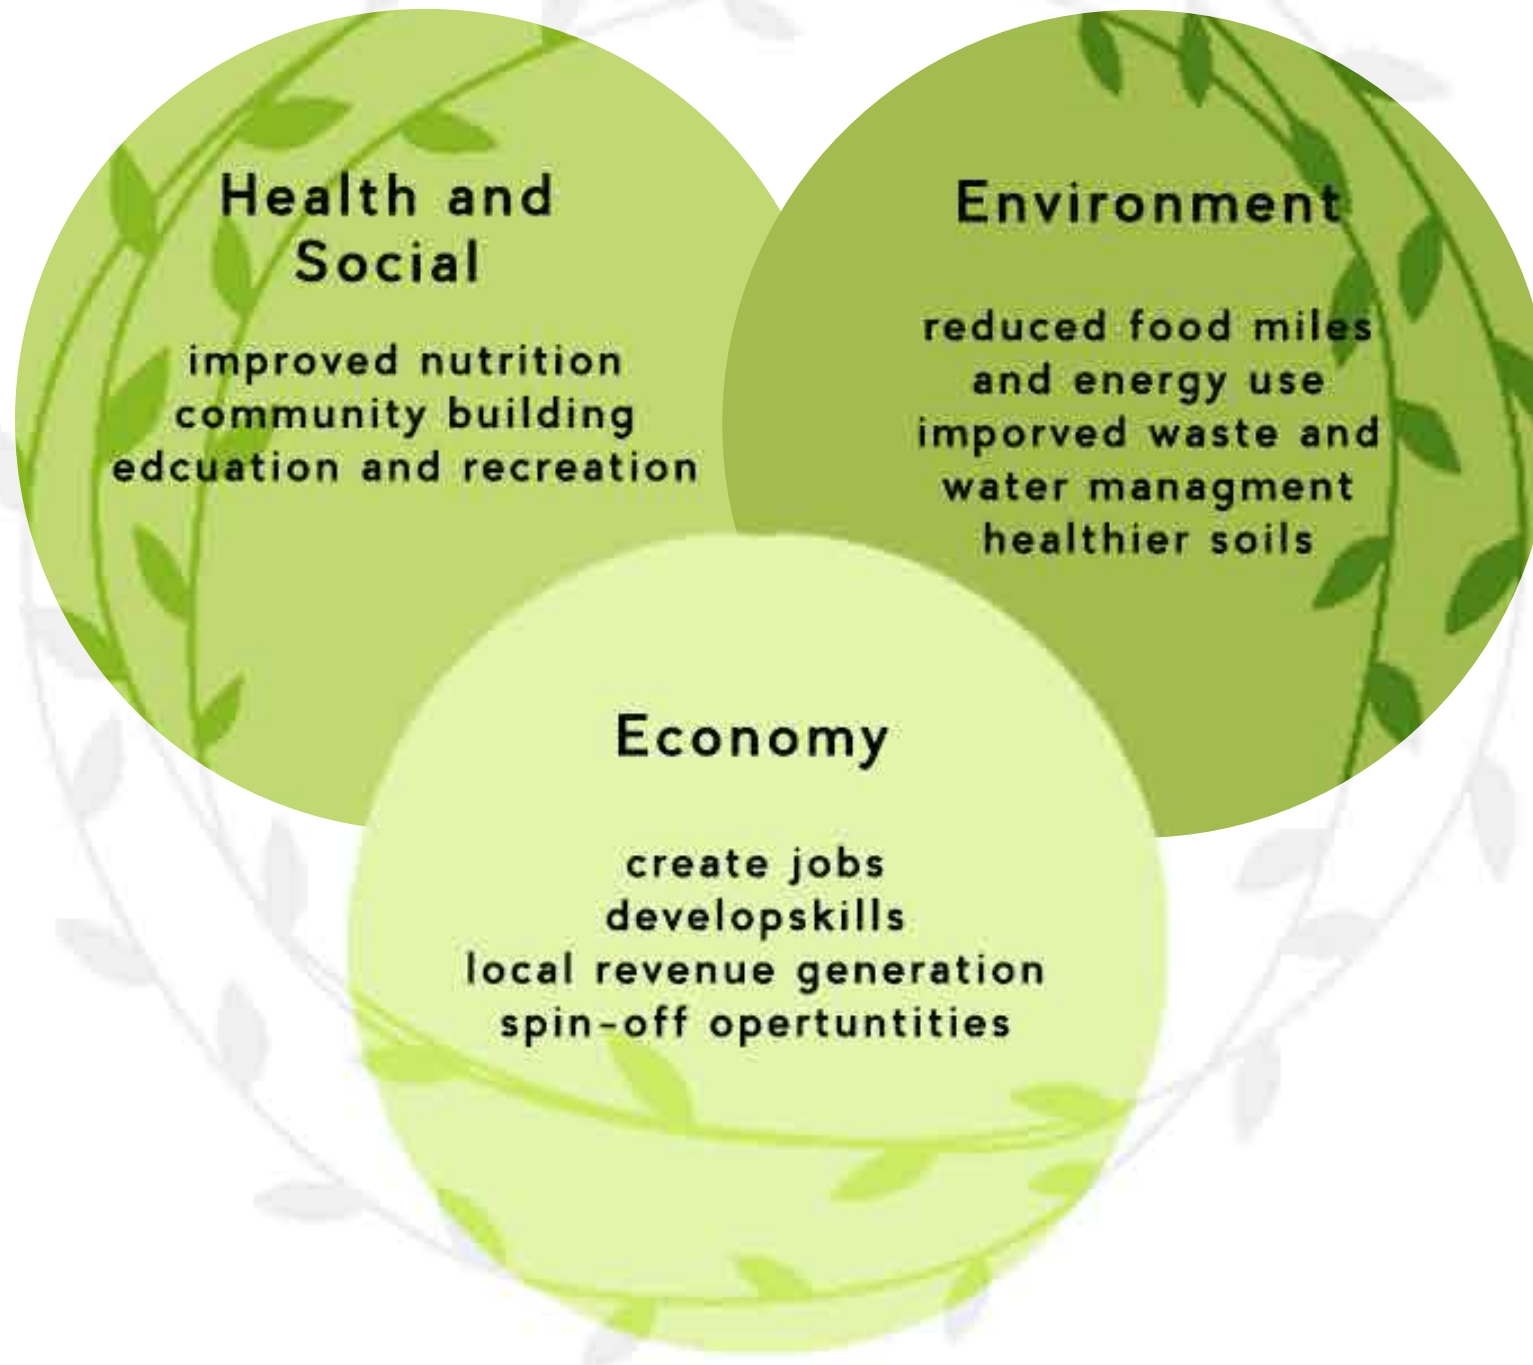 Health and
Social
improved nutrition
community building
edcuation and recreation
Environment
reduced food miles
and energy use
imporved waste and
water managment
healthier soils
Economy
create jobs
developskills
local revenue generation
spin-off opertuntities